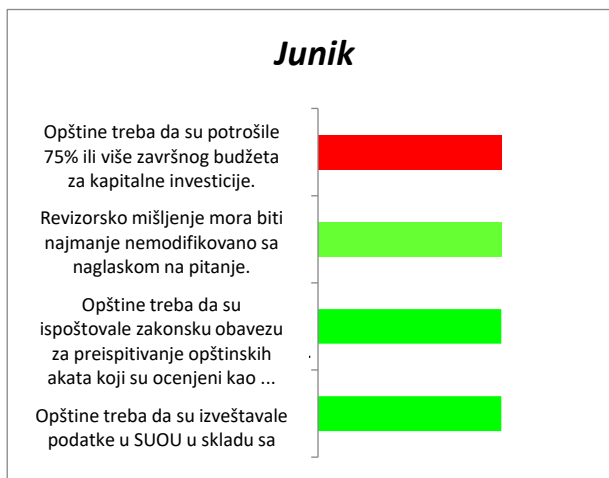 Junik
Opštine treba da su potrošile
75% ili više završnog budžeta
za kapitalne investicije.
Revizorsko mišljenje mora biti
najmanje nemodifikovano sa
naglaskom na pitanje.
Opštine treba da su
ispoštovale zakonsku obavezu
za preispitivanje opštinskih
akata koji su ocenjeni kao ...
Opštine treba da su izveštavale
podatke u SUOU u skladu sa